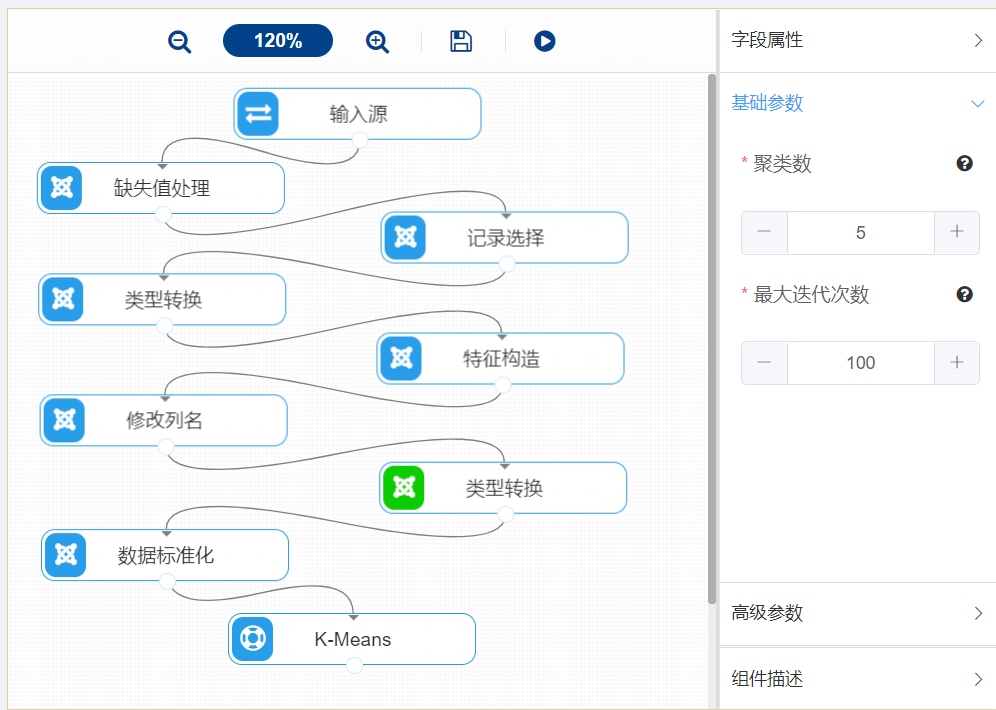 120%
输入源
缺失值处理
记录选择
类型转换
特征构造
修改列名
类型转换
数据标准化
K-Means
字段属性
基础参数
* 聚类数
− 5 +
* 最大迭代次数
− 100 +
高级参数
组件描述